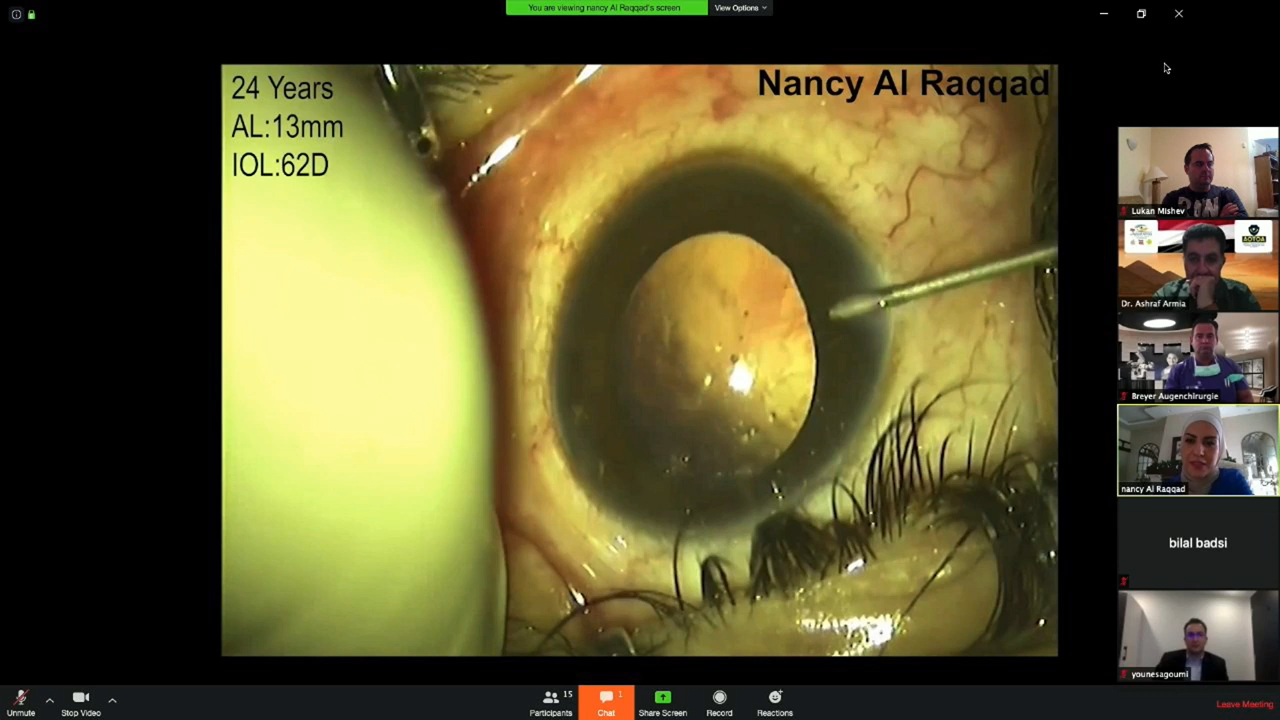 You are viewing nancy Al Raqqad's screen
View Options
24 Years
AL:13mm
IOL:62D
Nancy Al Raqqad
Lukan Mishev
AOTOA
Dr. Ashraf Armia
Breyer Augenchirurgie
nancy Al Raqqad
bilal badsi
younesagoumi
Unmute
Stop Video
15
Participants
1
Chat
Share Screen
Record
Reactions
Leave Meeting